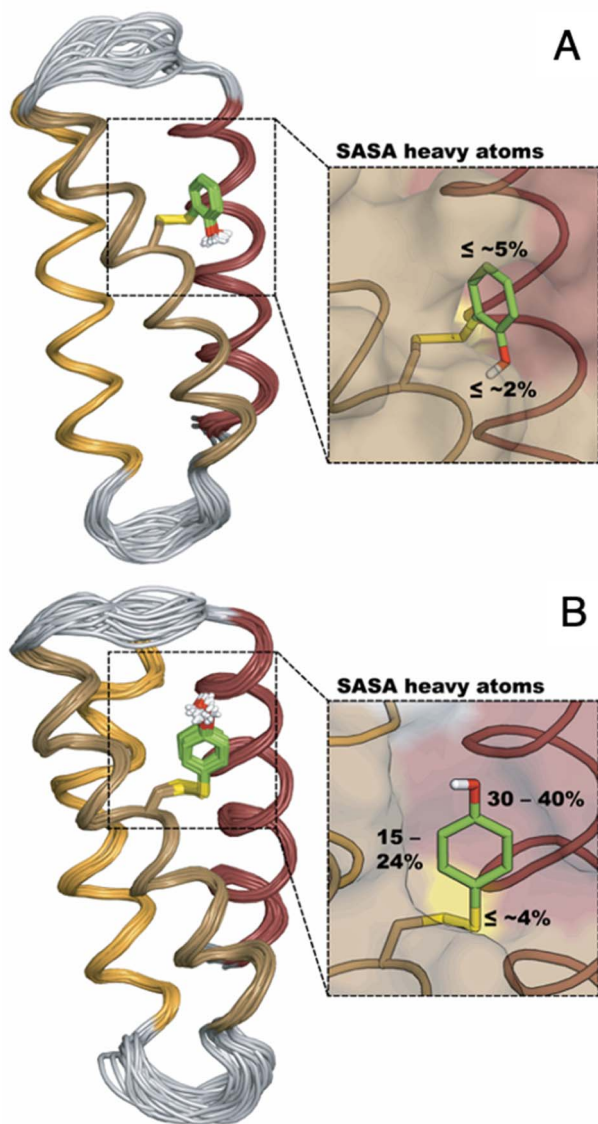 A
SASA heavy atoms
≤ ~5%
≤ ~2%
B
SASA heavy atoms
30 – 40%
15 –
24%
≤ ~4%